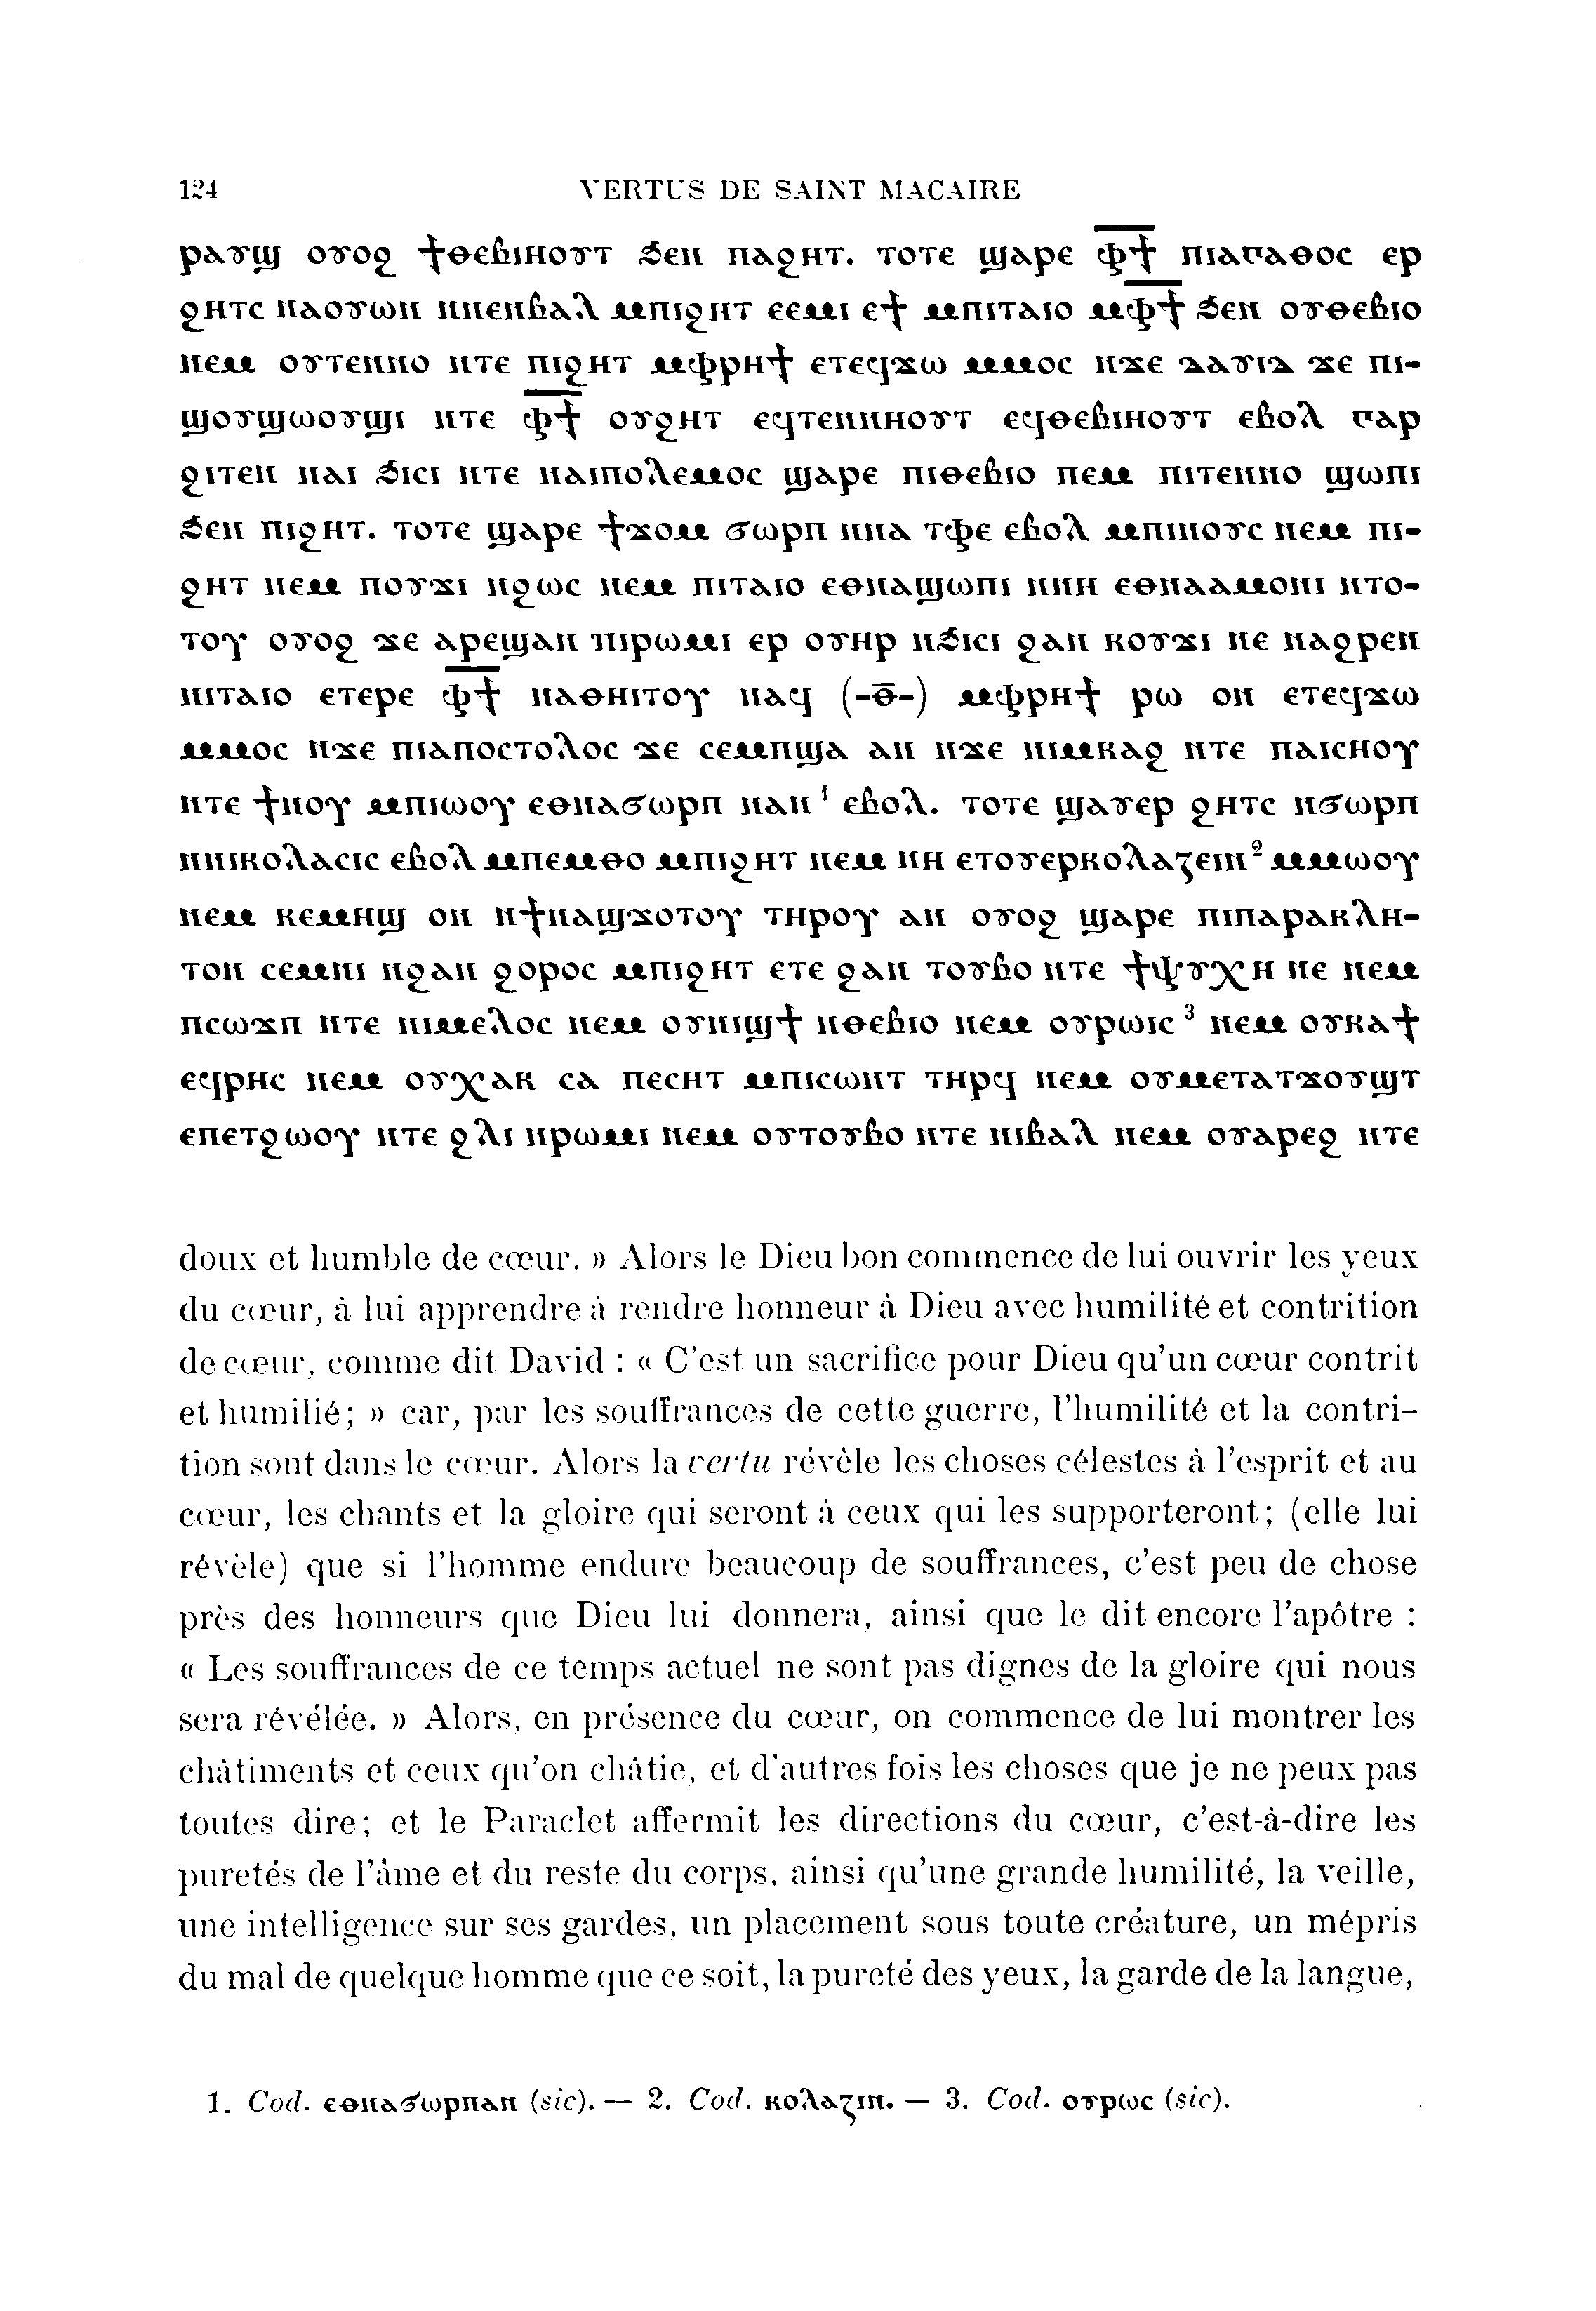 124 VERTUS DE SAINT MACAIRE
ⲣⲁⲩϣ ⲟⲩⲟϩ ϯⲑⲉⲃⲓⲏⲟⲩⲧ ϧⲉⲛ ⲡⲁϩⲏⲧ. ⲧⲟⲧⲉ ϣⲁⲣⲉ ⲫ̅ϯ̅ ⲡⲓⲁⲅⲁⲑⲟⲥ ⲉⲣ
ϩⲏⲧⲥ ⲛⲁⲟⲩⲱⲛ ⲛⲛⲉⲛⲃⲁⲗ ⲙⲡⲓϩⲏⲧ ⲉⲉⲙⲓ ⲉϯ ⲙⲡⲓⲧⲁⲓⲟ ⲙⲫ̅ϯ̅ ϧⲉⲛ ⲟⲩⲑⲉⲃⲓⲟ
ⲛⲉⲙ ⲟⲩⲧⲉⲛⲛⲟ ⲛⲧⲉ ⲡⲓϩⲏⲧ ⲙⲫⲣⲏϯ ⲉⲧⲉϥϫⲱ ⲙⲙⲟⲥ ⲛϫⲉ ⲇⲁⲩⲓⲇ ϫⲉ ⲡⲓ-
ϣⲟⲩϣⲱⲟⲩϣⲓ ⲛⲧⲉ ⲫ̅ϯ̅ ⲟⲩϩⲏⲧ ⲉϥⲧⲉⲛⲛⲏⲟⲩⲧ ⲉϥⲑⲉⲃⲓⲏⲟⲩⲧ ⲉⲃⲟⲗ ⲅⲁⲣ
ϩⲓⲧⲉⲛ ⲛⲁⲓ ϧⲓⲥⲓ ⲛⲧⲉ ⲛⲁⲓⲡⲟⲗⲉⲙⲟⲥ ϣⲁⲣⲉ ⲡⲓⲑⲉⲃⲓⲟ ⲛⲉⲙ ⲡⲓⲧⲉⲛⲛⲟ ϣⲱⲡⲓ
ϧⲉⲛ ⲡⲓϩⲏⲧ. ⲧⲟⲧⲉ ϣⲁⲣⲉ ϯϫⲟⲙ ϭⲱⲣⲡ ⲛⲛⲁ ⲧⲫⲉ ⲉⲃⲟⲗ ⲙⲡⲓⲛⲟⲩⲥ ⲛⲉⲙ ⲡⲓ-
ϩⲏⲧ ⲛⲉⲙ ⲡⲟⲩϫⲓ ⲛϩⲱⲥ ⲛⲉⲙ ⲡⲓⲧⲁⲓⲟ ⲉⲑⲛⲁϣⲱⲡⲓ ⲛⲛⲏ ⲉⲑⲛⲁⲁⲙⲟⲛⲓ ⲛⲧⲟ-
ⲧⲟⲩ ⲟⲩⲟϩ ϫⲉ ⲁⲣⲉϣⲁⲛ ⲡⲓⲣⲱⲙⲓ ⲉⲣ ⲟⲩⲏⲣ ⲛϧⲓⲥⲓ ϩⲁⲛ ⲕⲟⲩϫⲓ ⲛⲉ ⲛⲁϩⲣⲉⲛ
ⲛⲓⲧⲁⲓⲟ ⲉⲧⲉⲣⲉ ⲫ̅ϯ̅ ⲛⲁⲑⲏⲓⲧⲟⲩ ⲛⲁϥ (-ⲑ̅-) ⲙⲫⲣⲏϯ ⲣⲱ ⲟⲛ ⲉⲧⲉϥϫⲱ
ⲙⲙⲟⲥ ⲛϫⲉ ⲡⲓⲁⲡⲟⲥⲧⲟⲗⲟⲥ ϫⲉ ⲥⲉⲙⲡϣⲁ ⲁⲛ ⲛϫⲉ ⲛⲓⲙⲕⲁϩ ⲛⲧⲉ ⲡⲁⲓⲥⲏⲟⲩ
ⲛⲧⲉ ϯⲛⲟⲩ ⲙⲡⲓⲱⲟⲩ ⲉⲑⲛⲁϭⲱⲣⲡ ⲛⲁⲛ¹ ⲉⲃⲟⲗ. ⲧⲟⲧⲉ ϣⲁⲩⲉⲣ ϩⲏⲧⲥ ⲛϭⲱⲣⲡ
ⲛⲛⲓⲕⲟⲗⲁⲥⲓⲥ ⲉⲃⲟⲗ ⲙⲡⲉⲙⲑⲟ ⲙⲡⲓϩⲏⲧ ⲛⲉⲙ ⲛⲏ ⲉⲧⲟⲩⲉⲣⲕⲟⲗⲁⲍⲉⲓⲛ² ⲙⲙⲱⲟⲩ
ⲛⲉⲙ ⲕⲉⲙⲏϣ ⲟⲛ ⲛϯⲛⲁϣϫⲟⲧⲟⲩ ⲧⲏⲣⲟⲩ ⲁⲛ ⲟⲩⲟϩ ϣⲁⲣⲉ ⲡⲓⲡⲁⲣⲁⲕⲗⲏ-
ⲧⲟⲛ ⲥⲉⲙⲛⲓ ⲛϩⲁⲛ ϩⲟⲣⲟⲥ ⲙⲡⲓϩⲏⲧ ⲉⲧⲉ ϩⲁⲛ ⲧⲟⲩⲃⲟ ⲛⲧⲉ ϯⲯⲩⲭⲏ ⲛⲉ ⲛⲉⲙ
ⲡⲥⲱϫⲡ ⲛⲧⲉ ⲛⲓⲙⲉⲗⲟⲥ ⲛⲉⲙ ⲟⲩⲛⲓϣϯ ⲛⲑⲉⲃⲓⲟ ⲛⲉⲙ ⲟⲩⲣⲱⲓⲥ³ ⲛⲉⲙ ⲟⲩⲕⲁϯ
ⲉϥⲣⲏⲥ ⲛⲉⲙ ⲟⲩⲭⲁⲕ ⲥⲁ ⲡⲉⲥⲏⲧ ⲙⲡⲓⲥⲱⲛⲧ ⲧⲏⲣϥ ⲛⲉⲙ ⲟⲩⲙⲉⲧⲁⲧϫⲟⲩϣⲧ
ⲉⲡⲉⲧϩⲱⲟⲩ ⲛⲧⲉ ϩⲗⲓ ⲛⲣⲱⲙⲓ ⲛⲉⲙ ⲟⲩⲧⲟⲩⲃⲟ ⲛⲧⲉ ⲛⲓⲃⲁⲗ ⲛⲉⲙ ⲟⲩⲁⲣⲉϩ ⲛⲧⲉ
doux et humble de cœur. » Alors le Dieu bon commence de lui ouvrir les yeux
du cœur, à lui apprendre à rendre honneur à Dieu avec humilité et contrition
de cœur, comme dit David : « C'est un sacrifice pour Dieu qu'un cœur contrit
et humilié; » car, par les souffrances de cette guerre, l'humilité et la contri-
tion sont dans le cœur. Alors la vertu révèle les choses célestes à l'esprit et au
cœur, les chants et la gloire qui seront à ceux qui les supporteront; (elle lui
révèle) que si l'homme endure beaucoup de souffrances, c'est peu de chose
près des honneurs que Dieu lui donnera, ainsi que le dit encore l'apôtre :
« Les souffrances de ce temps actuel ne sont pas dignes de la gloire qui nous
sera révélée. » Alors, en présence du cœur, on commence de lui montrer les
châtiments et ceux qu'on châtie, et d'autres fois les choses que je ne peux pas
toutes dire; et le Paraclet affermit les directions du cœur, c'est-à-dire les
puretés de l'âme et du reste du corps, ainsi qu'une grande humilité, la veille,
une intelligence sur ses gardes, un placement sous toute créature, un mépris
du mal de quelque homme que ce soit, la pureté des yeux, la garde de la langue,
1. Cod. ⲉⲑⲛⲁϭⲱⲣⲡⲁⲛ (sic). — 2. Cod. ⲕⲟⲗⲁⲍⲓⲛ. — 3. Cod. ⲟⲩⲣⲱⲥ (sic).